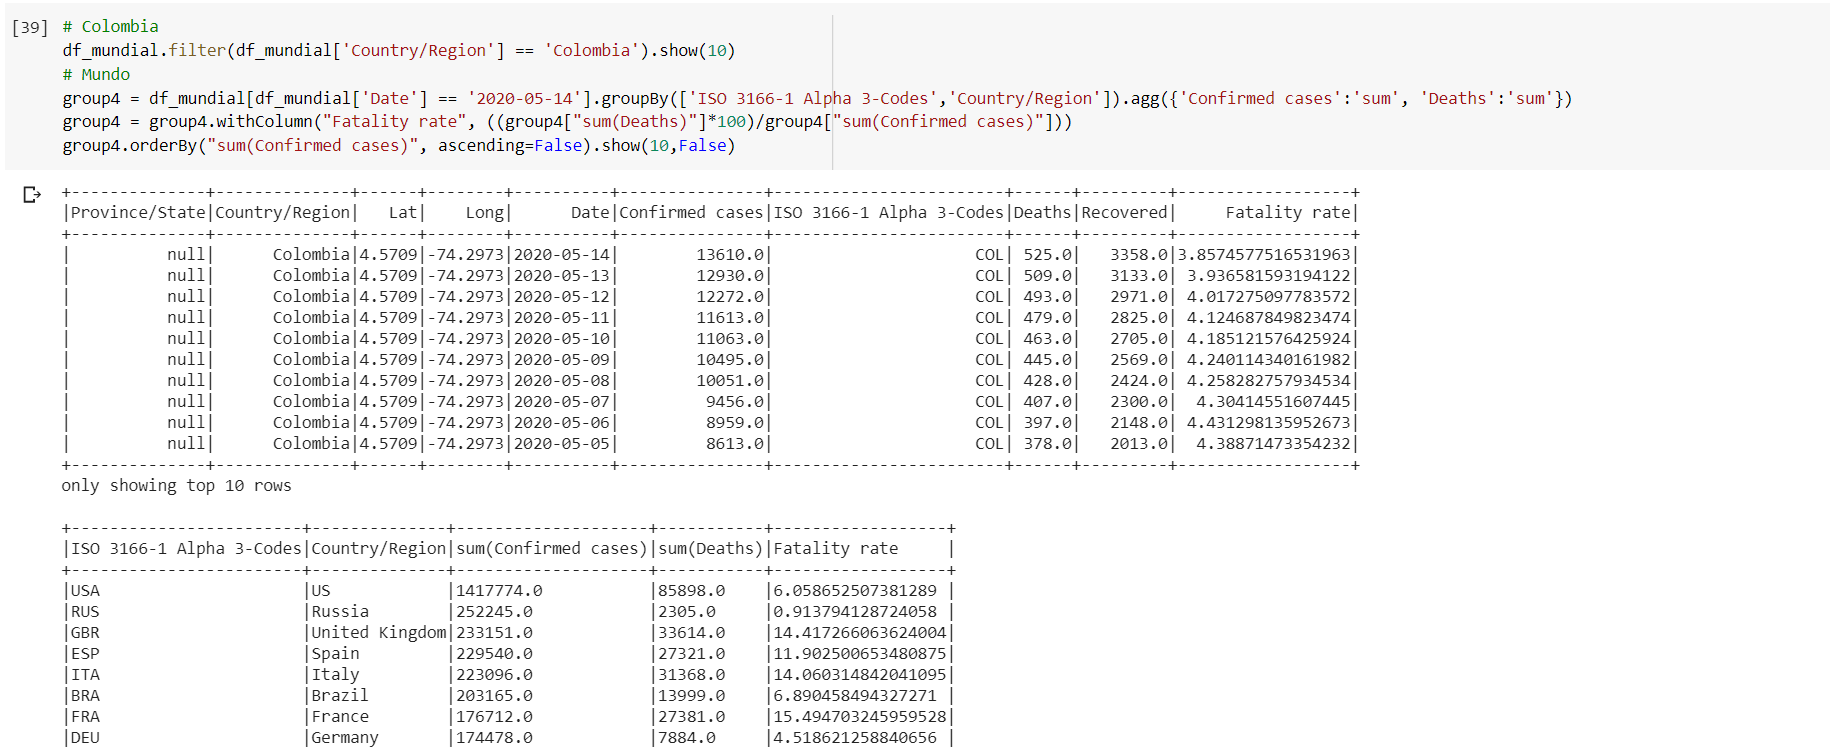 [39] # Colombia
df_mundial.filter(df_mundial['Country/Region'] == 'Colombia').show(10)
# Mundo
group4 = df_mundial[df_mundial['Date'] == '2020-05-14'].groupBy(['ISO 3166-1 Alpha 3-Codes','Country/Region']).agg({'Confirmed cases':'sum', 'Deaths':'sum'})
group4 = group4.withColumn("Fatality rate", ((group4["sum(Deaths)"]*100)/group4["sum(Confirmed cases)"]))
group4.orderBy("sum(Confirmed cases)", ascending=False).show(10,False)
+--------------+--------------+------+--------+----------+---------------+------------------------+------+---------+------------------+
|Province/State|Country/Region|   Lat|    Long|      Date|Confirmed cases|ISO 3166-1 Alpha 3-Codes|Deaths|Recovered|     Fatality rate|
+--------------+--------------+------+--------+----------+---------------+------------------------+------+---------+------------------+
|          null|      Colombia|4.5709|-74.2973|2020-05-14|        13610.0|                     COL| 525.0|   3358.0|3.8574577516531963|
|          null|      Colombia|4.5709|-74.2973|2020-05-13|        12930.0|                     COL| 509.0|   3133.0| 3.936581593194122|
|          null|      Colombia|4.5709|-74.2973|2020-05-12|        12272.0|                     COL| 493.0|   2971.0| 4.017275097783572|
|          null|      Colombia|4.5709|-74.2973|2020-05-11|        11613.0|                     COL| 479.0|   2825.0| 4.124687849823474|
|          null|      Colombia|4.5709|-74.2973|2020-05-10|        11063.0|                     COL| 463.0|   2705.0| 4.185121576425924|
|          null|      Colombia|4.5709|-74.2973|2020-05-09|        10495.0|                     COL| 445.0|   2569.0| 4.240114340161982|
|          null|      Colombia|4.5709|-74.2973|2020-05-08|        10051.0|                     COL| 428.0|   2424.0| 4.258282757934534|
|          null|      Colombia|4.5709|-74.2973|2020-05-07|         9456.0|                     COL| 407.0|   2300.0|  4.30414551607445|
|          null|      Colombia|4.5709|-74.2973|2020-05-06|         8959.0|                     COL| 397.0|   2148.0| 4.431298135952673|
|          null|      Colombia|4.5709|-74.2973|2020-05-05|         8613.0|                     COL| 378.0|   2013.0|  4.38871473354232|
+--------------+--------------+------+--------+----------+---------------+------------------------+------+---------+------------------+
only showing top 10 rows
+------------------------+--------------+--------------------+-----------+------------------+
|ISO 3166-1 Alpha 3-Codes|Country/Region|sum(Confirmed cases)|sum(Deaths)|Fatality rate     |
+------------------------+--------------+--------------------+-----------+------------------+
|USA                     |US            |1417774.0           |85898.0    |6.058652507381289 |
|RUS                     |Russia        |252245.0            |2305.0     |0.913794128724058 |
|GBR                     |United Kingdom|233151.0            |33614.0    |14.417266063624004|
|ESP                     |Spain         |229540.0            |27321.0    |11.902500653480875|
|ITA                     |Italy         |223096.0            |31368.0    |14.060314842041095|
|BRA                     |Brazil        |203165.0            |13999.0    |6.890458494327271 |
|FRA                     |France        |176712.0            |27381.0    |15.494703245959528|
|DEU                     |Germany       |174478.0            |7884.0     |4.518621258840656 |